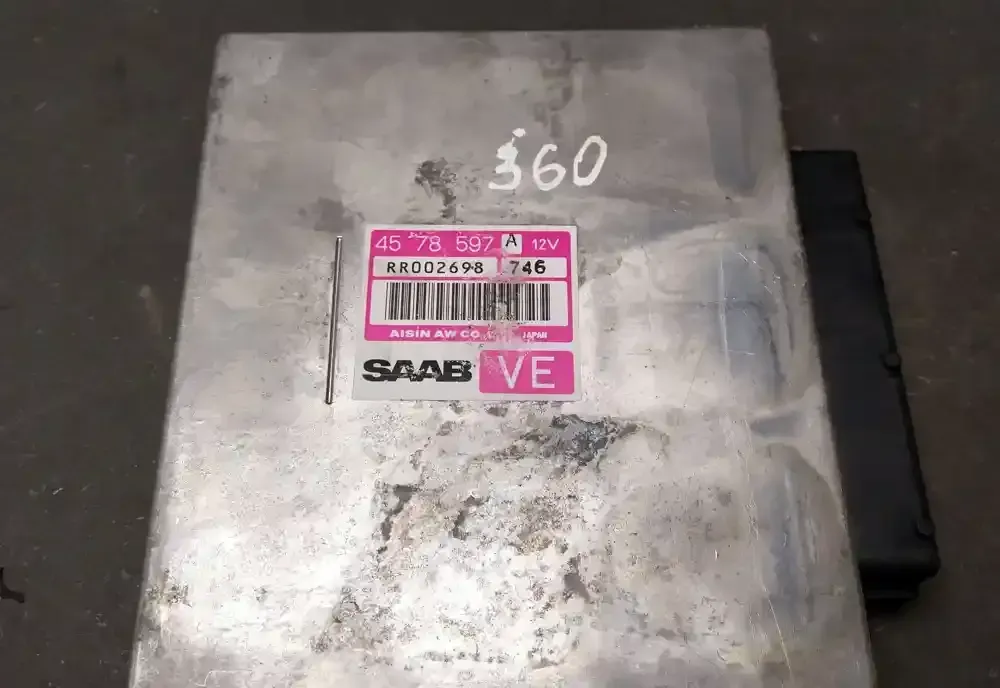 360
45 78 597 A 12V
RR002698 746
AISIN AW CO. JAPAN
SAAB VE